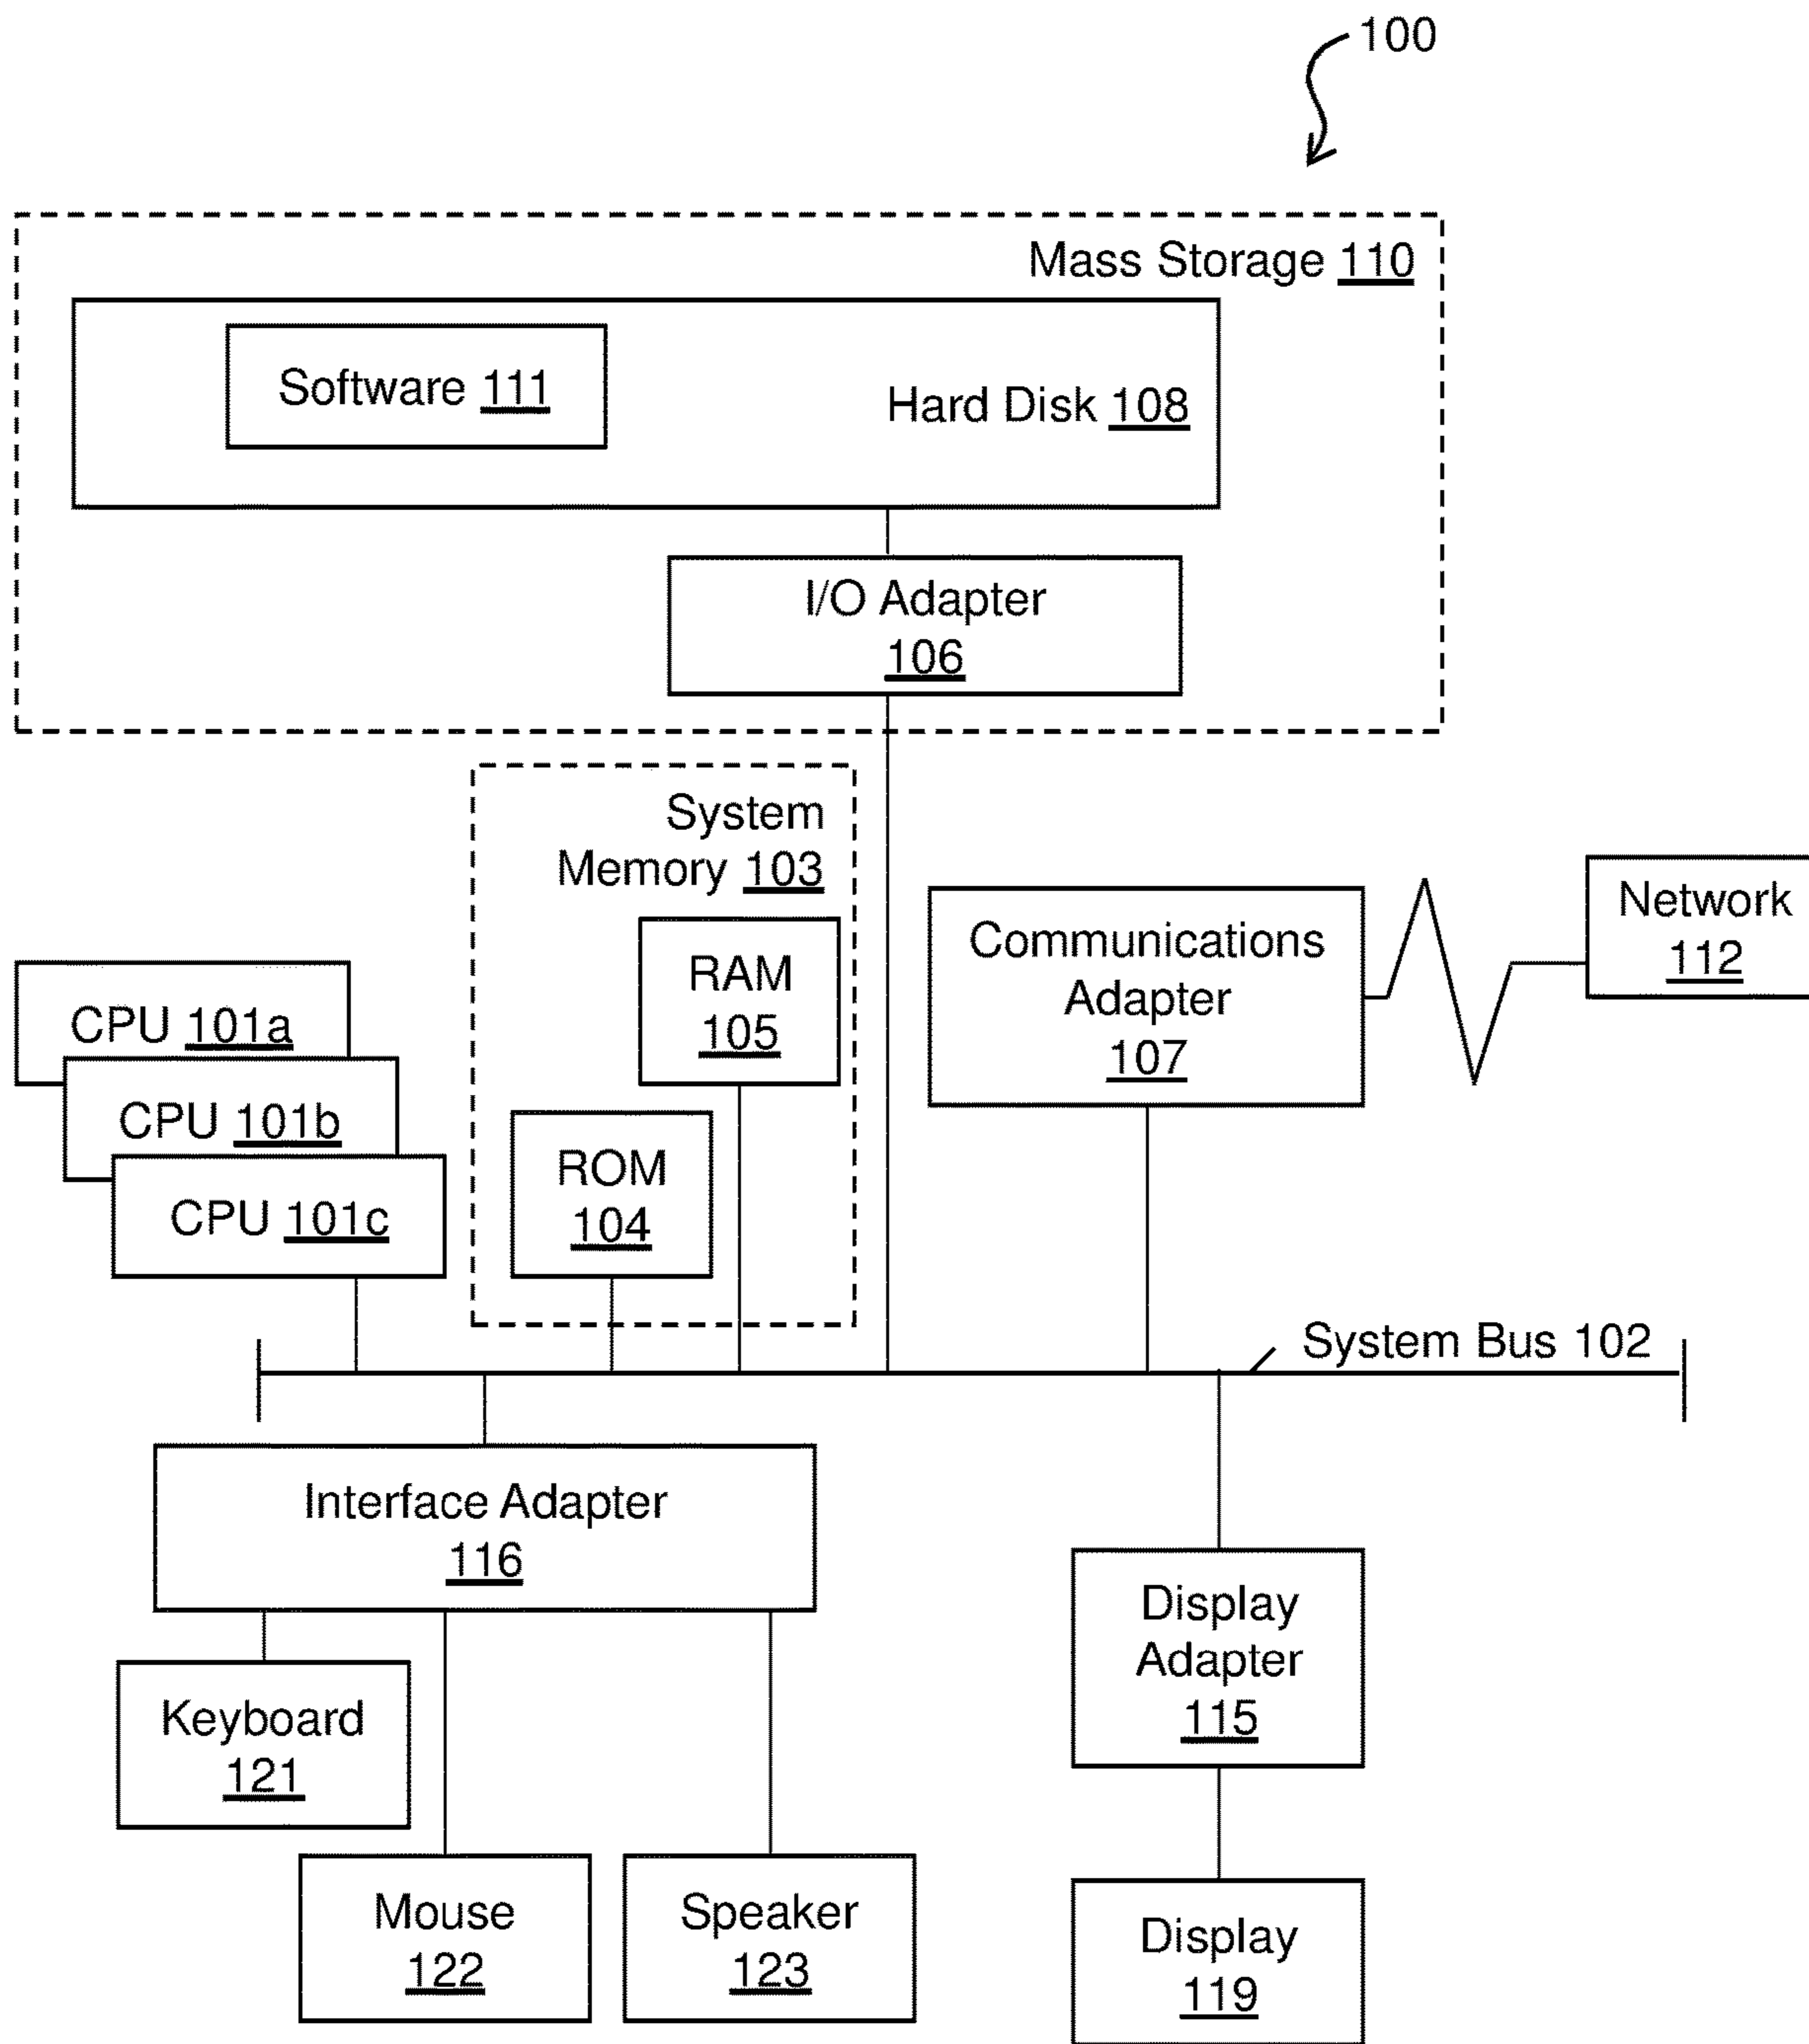 100
Mass Storage 110
Software 111
Hard Disk 108
I/O Adapter
106
System
Memory 103
RAM
105
ROM
104
Communications
Adapter
107
Network
112
CPU 101a
CPU 101b
CPU 101c
System Bus 102
Interface Adapter
116
Keyboard
121
Mouse
122
Speaker
123
Display
Adapter
115
Display
119